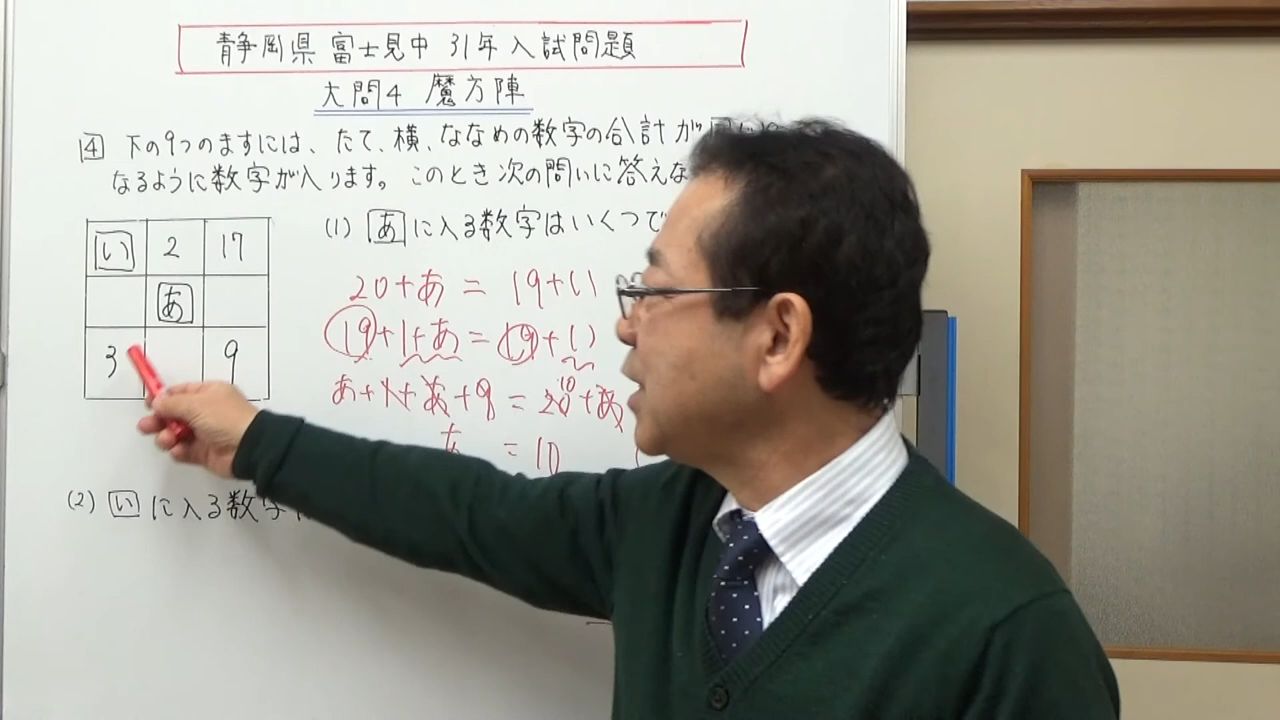 静岡県 富士見中 31年入試問題
大問4 魔方陣
4 下の9つのますには、たて、横、ななめの数字の合計が
なるように数字が入ります。このとき次の問いに答えな
い 2 17
あ
3 9
(1) あに入る数字はいくつで
20+あ = 19+い
19+1+あ = 19+い
あ+1+あ+9 = 20+あ
10
あ = 10
(2) いに入る数字は